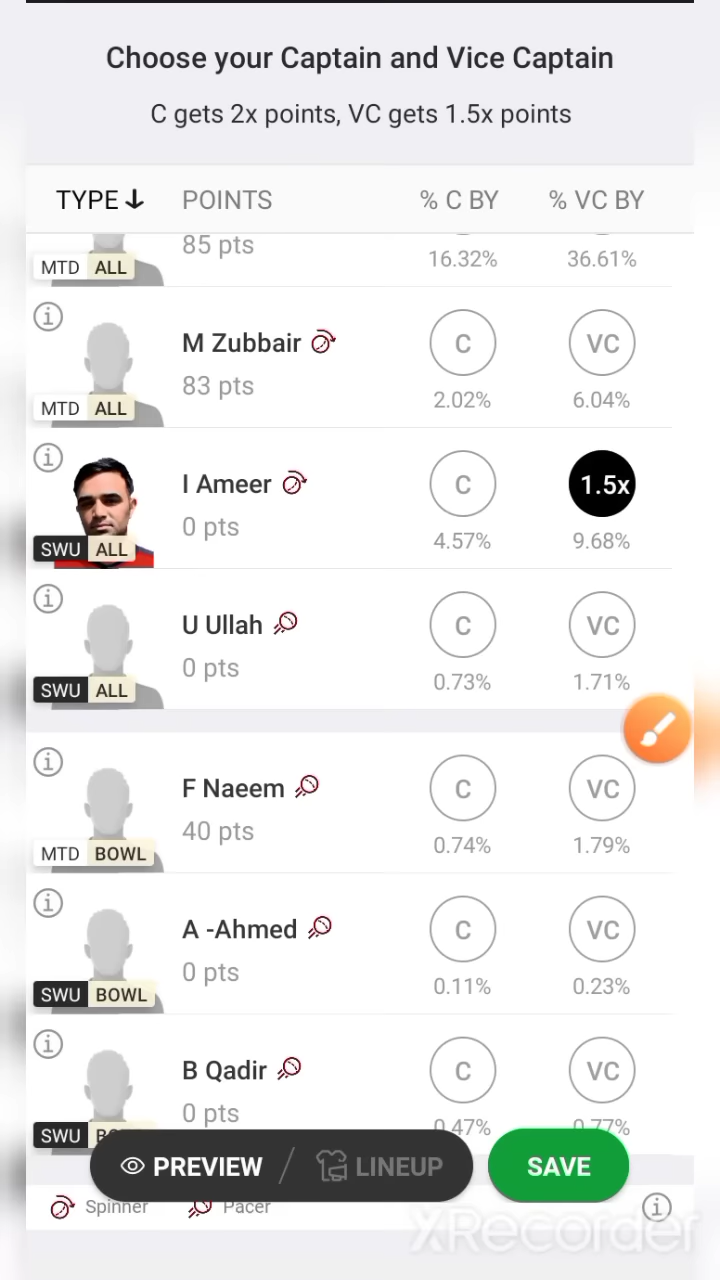 Choose your Captain and Vice Captain
C gets 2x points, VC gets 1.5x points
TYPE POINTS % C BY % VC BY
85 pts
16.32% 36.61%
MTD ALL
M Zubbair C VC
83 pts
2.02% 6.04%
MTD ALL
I Ameer C 1.5x
0 pts
4.57% 9.68%
SWU ALL
U Ullah C VC
0 pts
0.73% 1.71%
SWU ALL
F Naeem C VC
40 pts
0.74% 1.79%
MTD BOWL
A -Ahmed C VC
0 pts
0.11% 0.23%
SWU BOWL
B Qadir C VC
0 pts
0.47% 0.77%
SWU
PREVIEW / LINEUP SAVE
Spinner Pacer
XRecorder